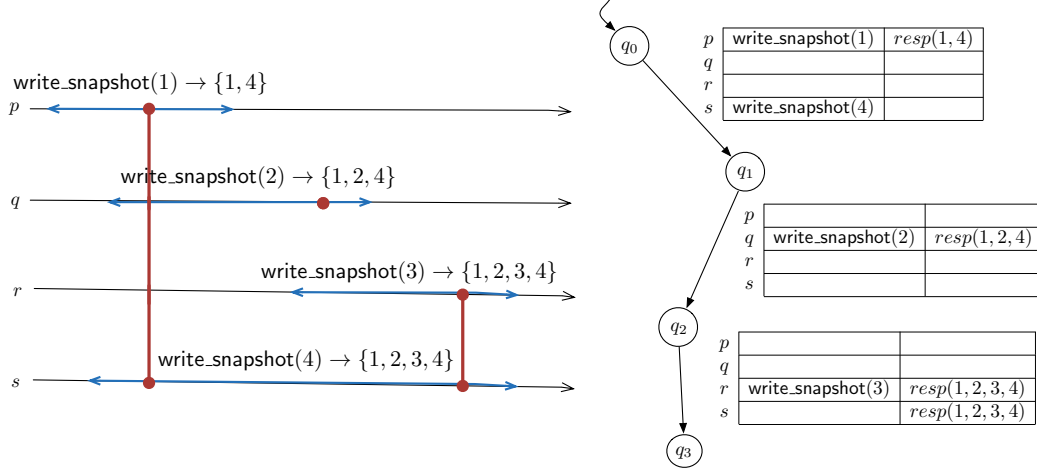 write_snapshot(1) → {1, 4}
p
write_snapshot(2) → {1, 2, 4}
q
write_snapshot(3) → {1, 2, 3, 4}
r
write_snapshot(4) → {1, 2, 3, 4}
s
q0
p write_snapshot(1) resp(1, 4)
q
r
s write_snapshot(4)
q1
p
q write_snapshot(2) resp(1, 2, 4)
r
s
q2
p
q
r write_snapshot(3) resp(1, 2, 3, 4)
s resp(1, 2, 3, 4)
q3